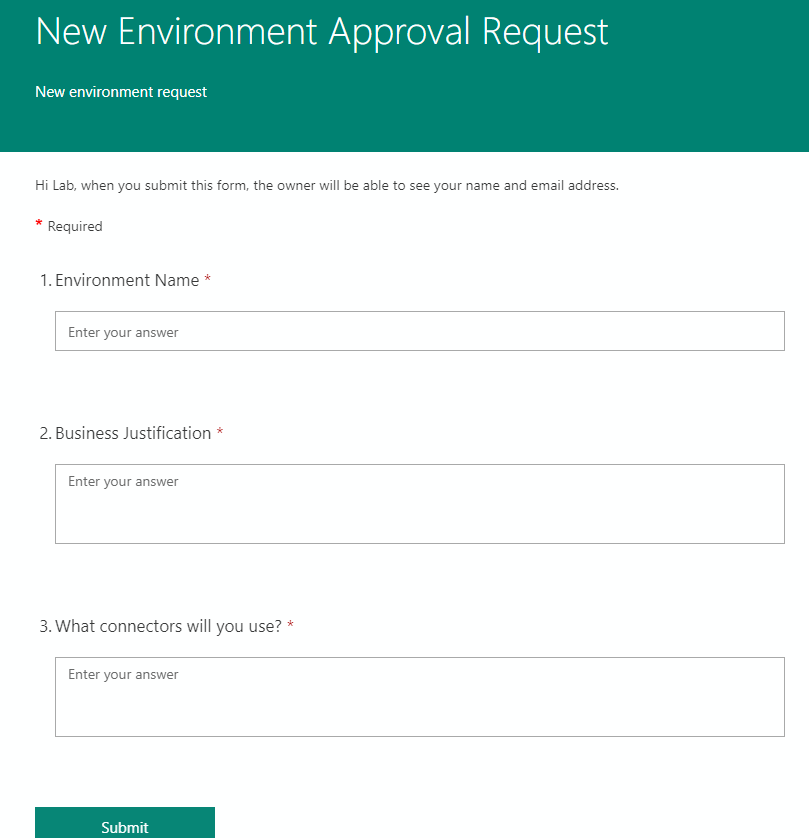 New Environment Approval Request
New environment request
Hi Lab, when you submit this form, the owner will be able to see your name and email address.
* Required
1. Environment Name *
Enter your answer
2. Business Justification *
Enter your answer
3. What connectors will you use? *
Enter your answer
Submit